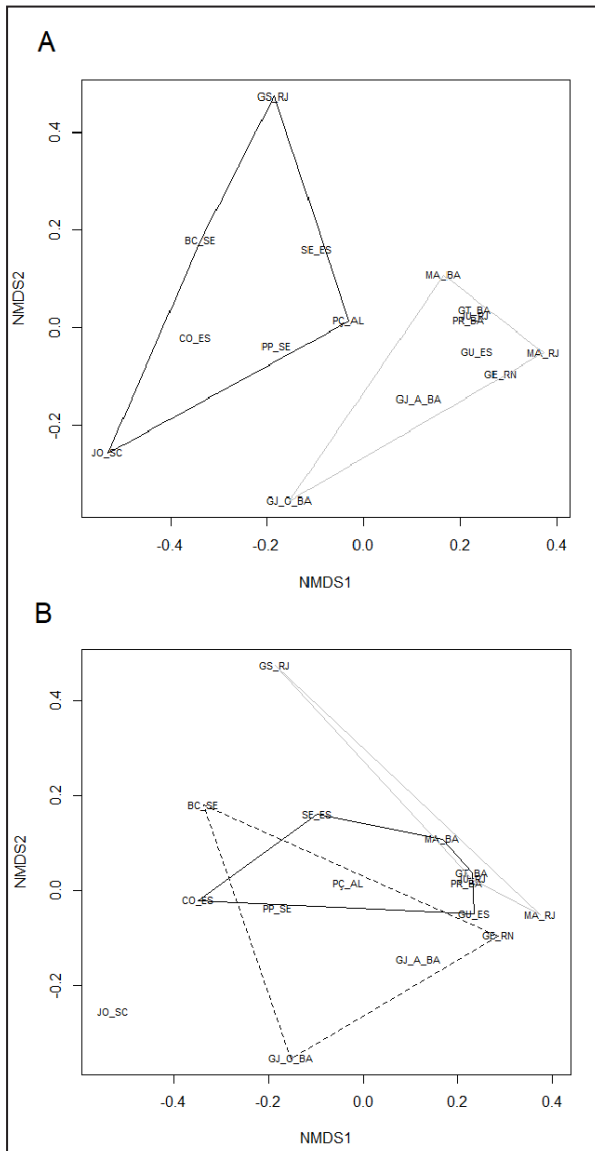 A
GS_RJ
0.4
BC_SE
SE_ES
0.2
MA_BA
GT_BA
PÇ_AL
PR_BA
0.0
CO_ES
PP_SE
GU_ES
MA_RJ
GE_RN
GJ_A_BA
-0.2
JO_SC
GJ_O_BA
NMDS2
-0.4 -0.2 0.0 0.2 0.4
NMDS1
B
GS_RJ
0.4
BC_SE
SE_ES
0.2
MA_BA
GT_BA
PÇ_AL
PR_BA
0.0
CO_ES
PP_SE
GU_ES
MA_RJ
GE_RN
GJ_A_BA
-0.2
JO_SC
GJ_O_BA
NMDS2
-0.4 -0.2 0.0 0.2 0.4
NMDS1